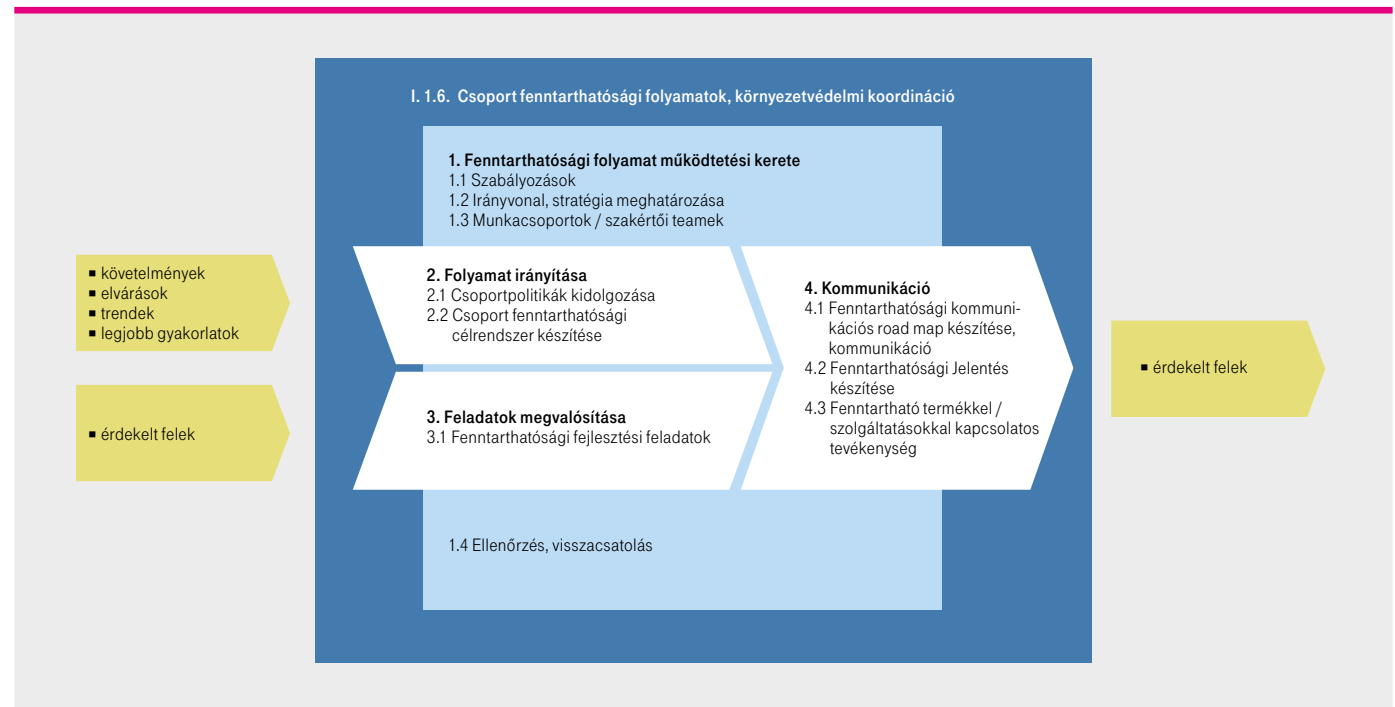 I. 1.6. Csoport fenntarthatósági folyamatok, környezetvédelmi koordináció
1. Fenntarthatósági folyamat működtetési kerete
1.1 Szabályozások
1.2 Irányvonal, stratégia meghatározása
1.3 Munkacsoportok / szakértői teamek
▪ követelmények
▪ elvárások
▪ trendek
▪ legjobb gyakorlatok
▪ érdekelt felek
2. Folyamat irányítása
2.1 Csoportpolitikák kidolgozása
2.2 Csoport fenntarthatósági
célrendszer készítése
3. Feladatok megvalósítása
3.1 Fenntarthatósági fejlesztési feladatok
4. Kommunikáció
4.1 Fenntarthatósági kommuni-
kációs road map készítése,
kommunikáció
4.2 Fenntarthatósági Jelentés
készítése
4.3 Fenntartható termékkel /
szolgáltatásokkal kapcsolatos
tevékenység
▪ érdekelt felek
1.4 Ellenőrzés, visszacsatolás